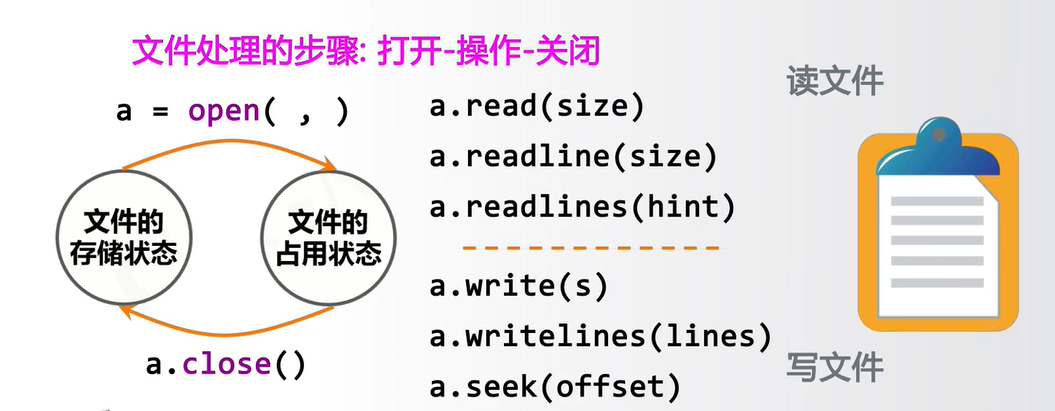 文件处理的步骤: 打开-操作-关闭
a = open( , )
文件的
存储状态
文件的
占用状态
a.close()
a.read(size)
a.readline(size)
a.readlines(hint)
a.write(s)
a.writelines(lines)
a.seek(offset)
读文件
写文件